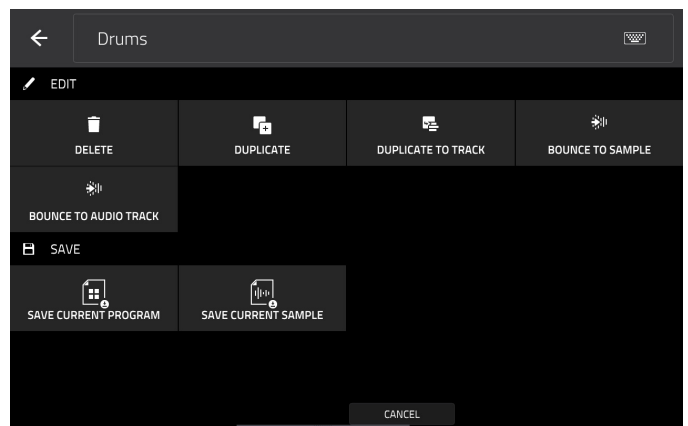 Drums
EDIT
DELETE
DUPLICATE
DUPLICATE TO TRACK
BOUNCE TO SAMPLE
BOUNCE TO AUDIO TRACK
SAVE
SAVE CURRENT PROGRAM
SAVE CURRENT SAMPLE
CANCEL